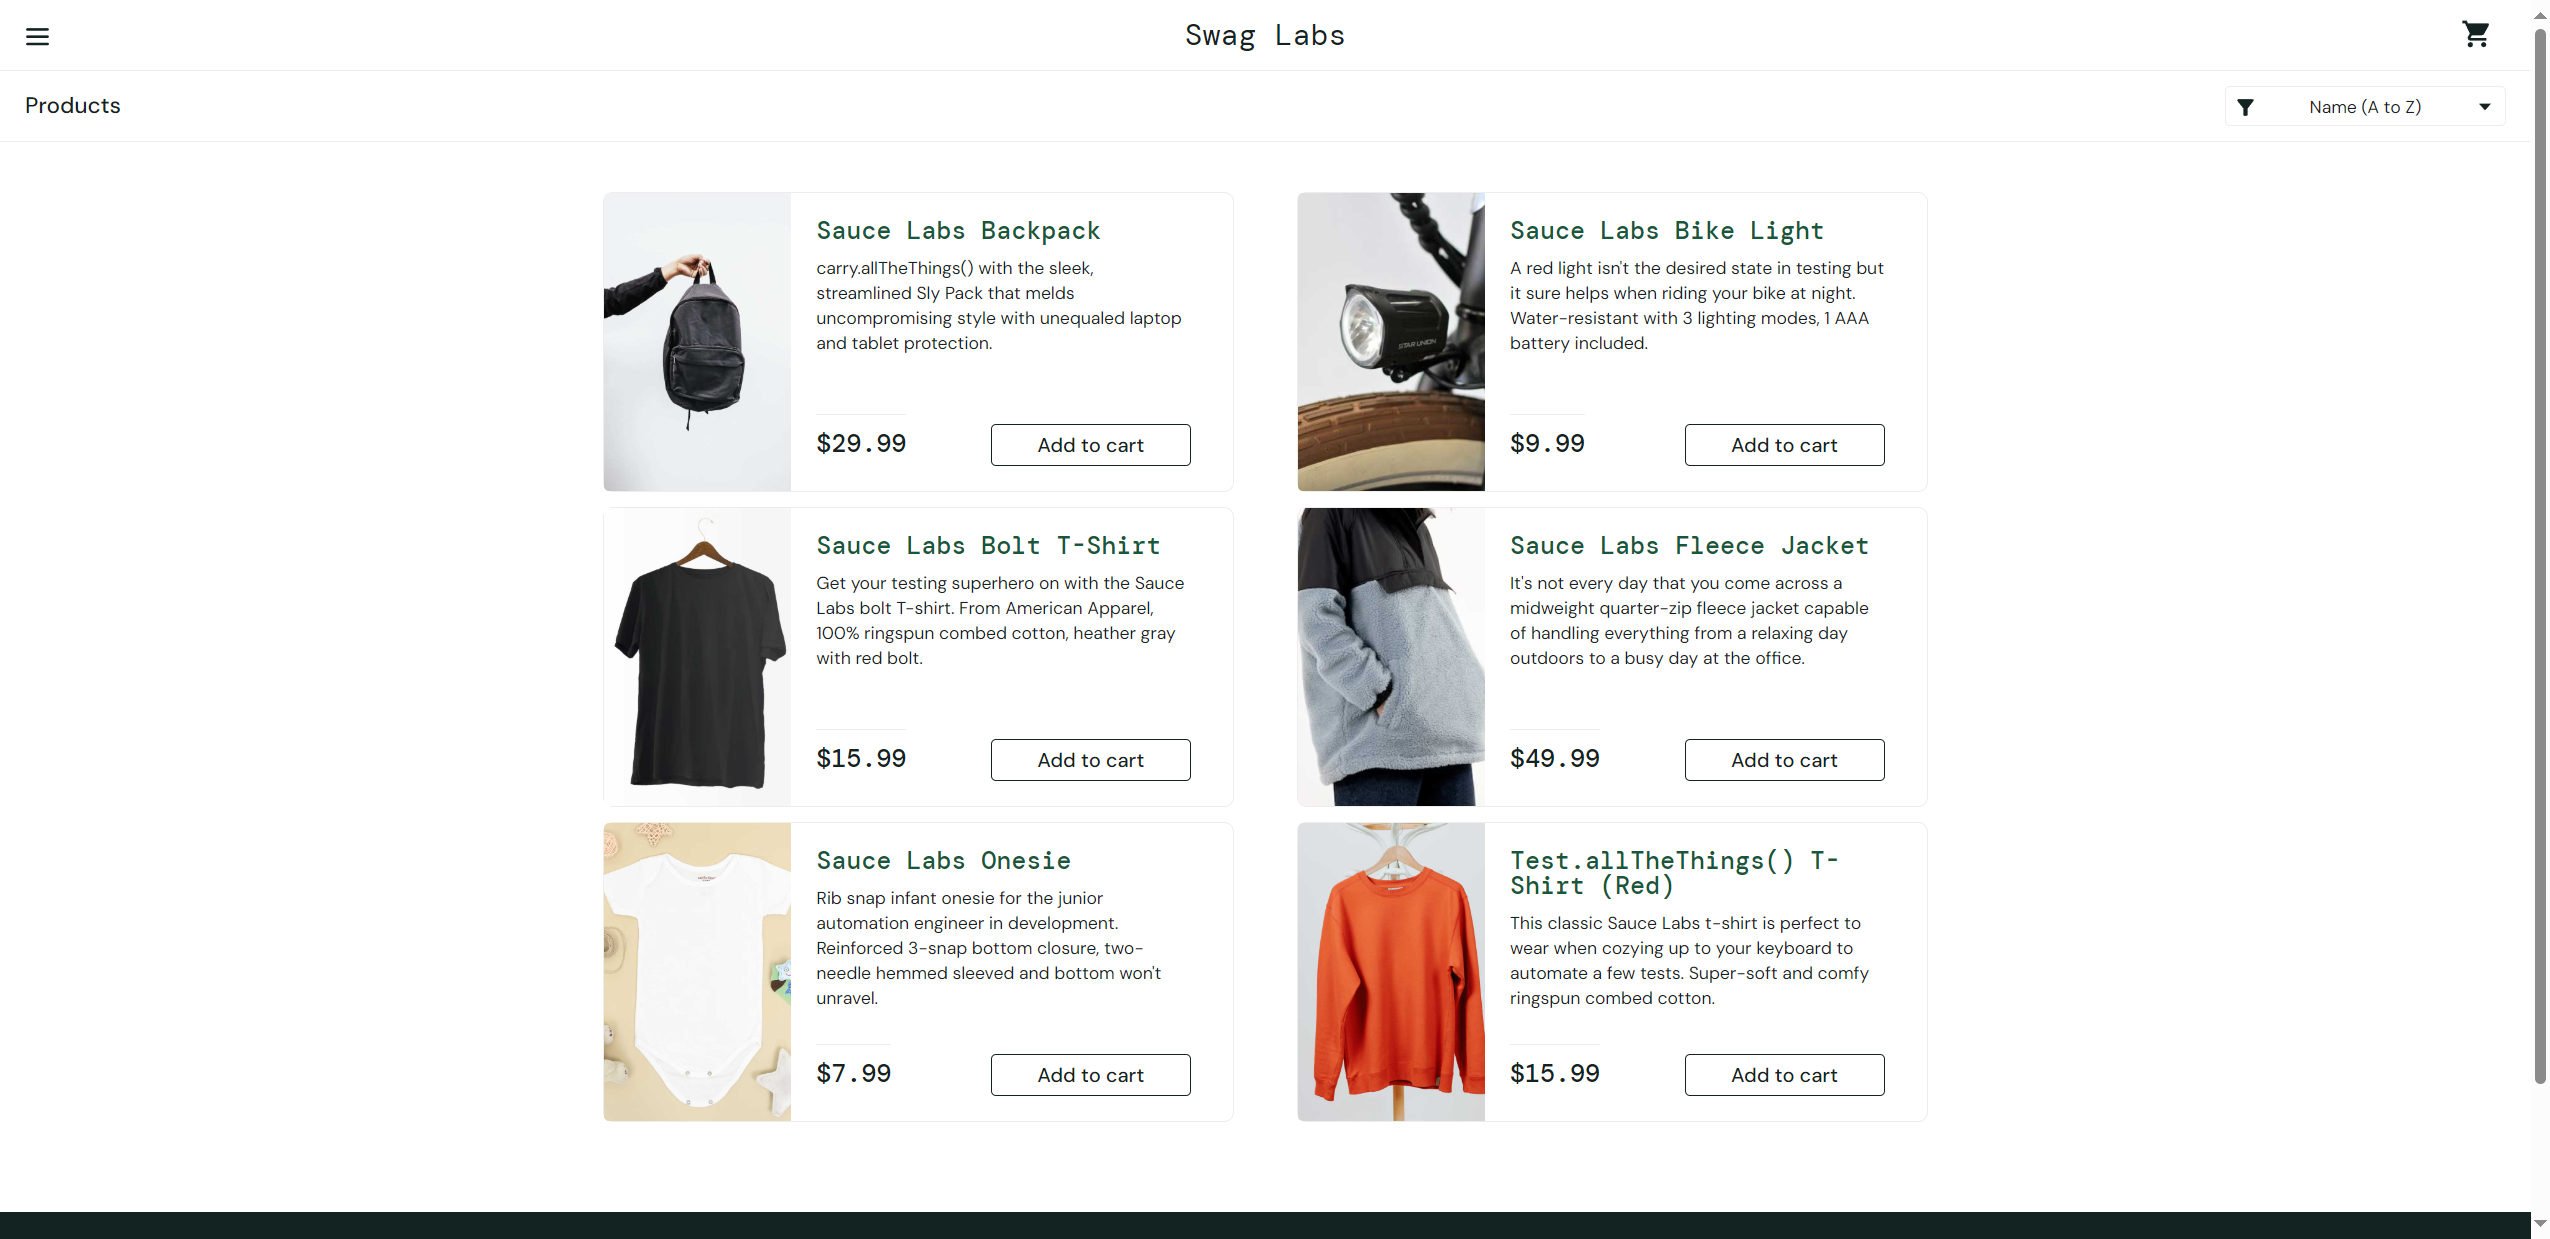 Swag Labs
Products
Name (A to Z)
Sauce Labs Backpack
carry.allTheThings() with the sleek,
streamlined Sly Pack that melds
uncompromising style with unequaled laptop
and tablet protection.
$29.99
Add to cart
Sauce Labs Bike Light
A red light isn't the desired state in testing but
it sure helps when riding your bike at night.
Water-resistant with 3 lighting modes, 1 AAA
battery included.
$9.99
Add to cart
STAR UNION
Sauce Labs Bolt T-Shirt
Get your testing superhero on with the Sauce
Labs bolt T-shirt. From American Apparel,
100% ringspun combed cotton, heather gray
with red bolt.
$15.99
Add to cart
Sauce Labs Fleece Jacket
It's not every day that you come across a
midweight quarter-zip fleece jacket capable
of handling everything from a relaxing day
outdoors to a busy day at the office.
$49.99
Add to cart
Sauce Labs Onesie
Rib snap infant onesie for the junior
automation engineer in development.
Reinforced 3-snap bottom closure, two-
needle hemmed sleeved and bottom won't
unravel.
$7.99
Add to cart
Test.allTheThings() T-
Shirt (Red)
This classic Sauce Labs t-shirt is perfect to
wear when cozying up to your keyboard to
automate a few tests. Super-soft and comfy
ringspun combed cotton.
$15.99
Add to cart